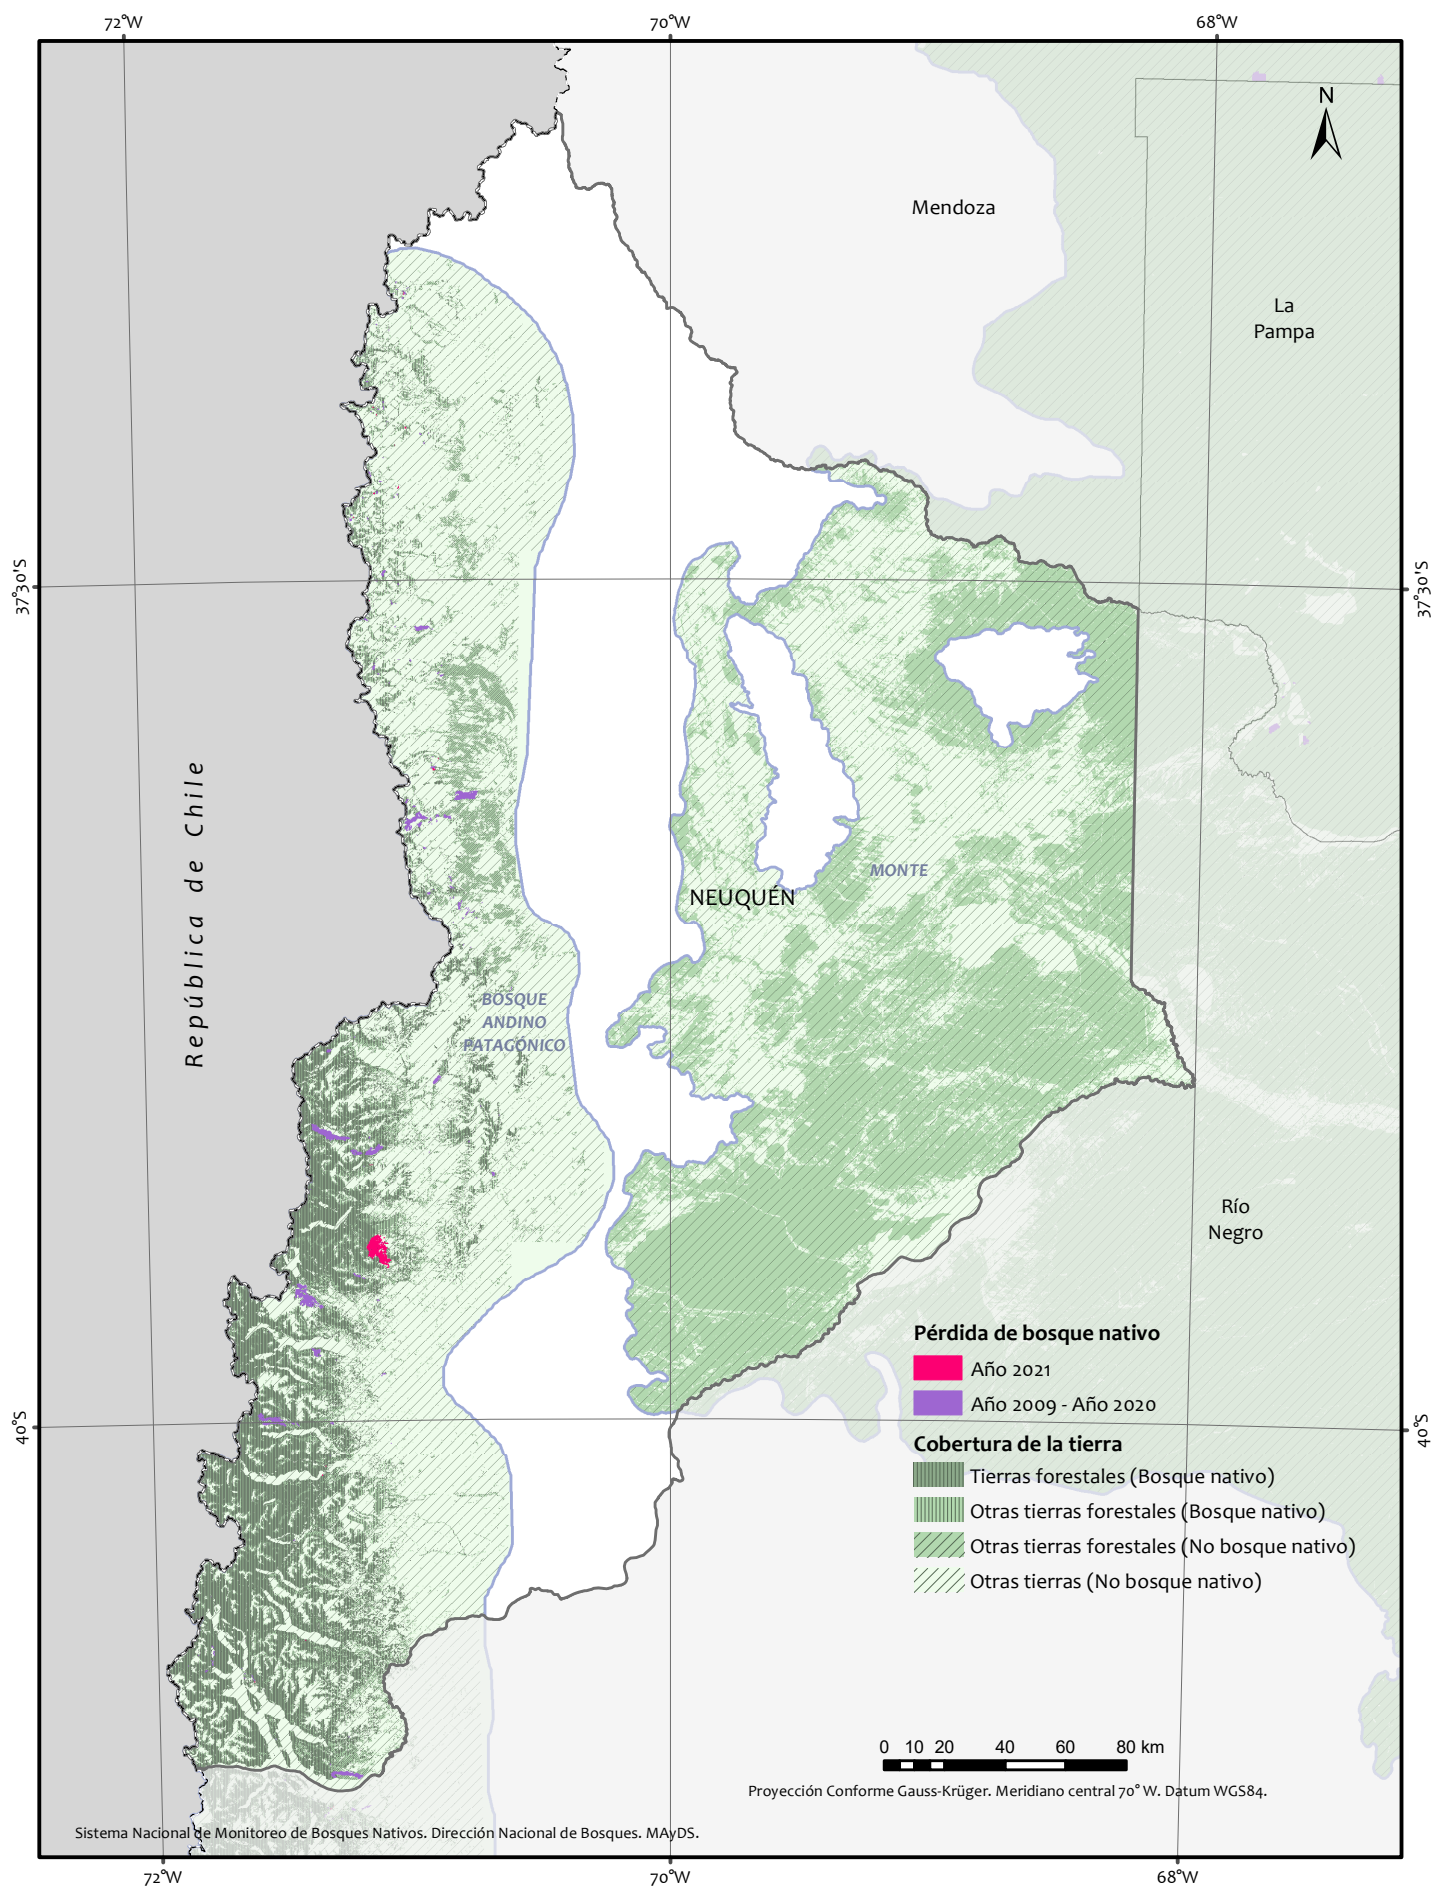 72°W
70°W
68°W
N
Mendoza
La
Pampa
37°30'S
37°30'S
República de Chile
MONTE
NEUQUÉN
BOSQUE
ANDINO
PATAGÓNICO
Río
Negro
Pérdida de bosque nativo
Año 2021
Año 2009 - Año 2020
40°S
40°S
Cobertura de la tierra
Tierras forestales (Bosque nativo)
Otras tierras forestales (Bosque nativo)
Otras tierras forestales (No bosque nativo)
Otras tierras (No bosque nativo)
0 10 20 40 60 80 km
Proyección Conforme Gauss-Krüger. Meridiano central 70° W. Datum WGS84.
Sistema Nacional de Monitoreo de Bosques Nativos. Dirección Nacional de Bosques. MAyDS.
72°W
70°W
68°W